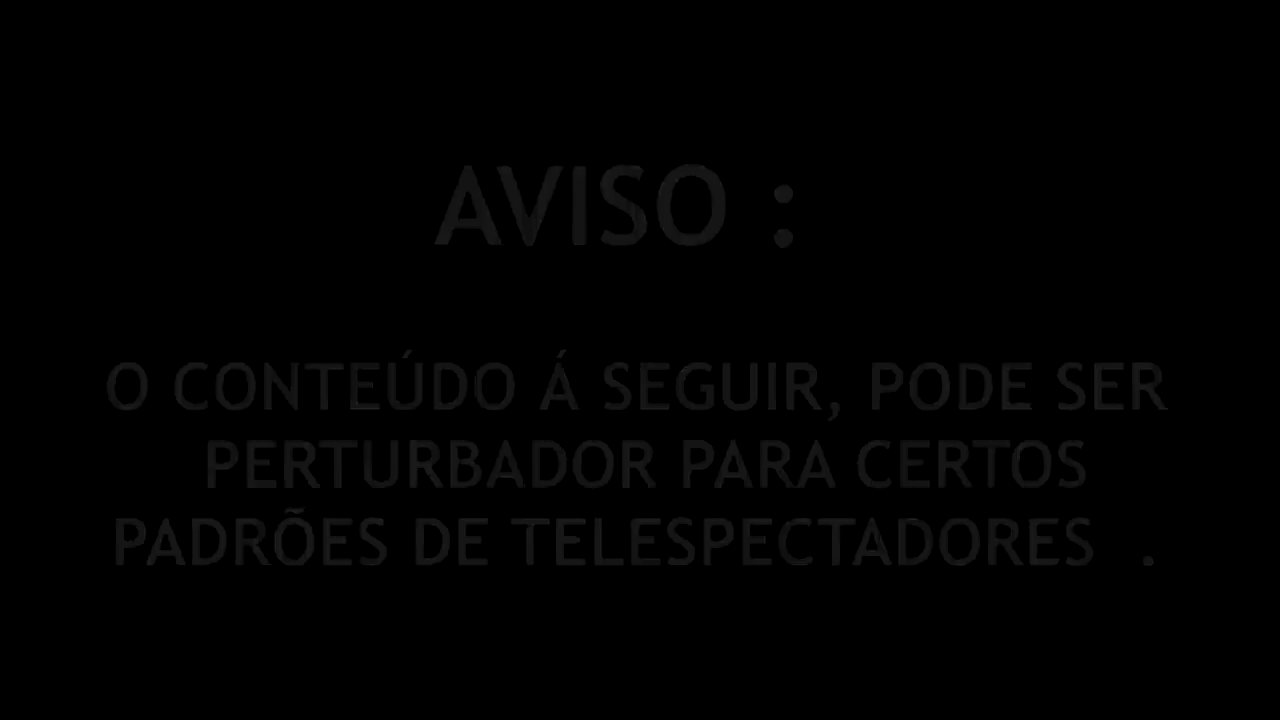 AVISO :
O CONTEÚDO Á SEGUIR, PODE SER
PERTURBADOR PARA CERTOS
PADRÕES DE TELESPECTADORES .